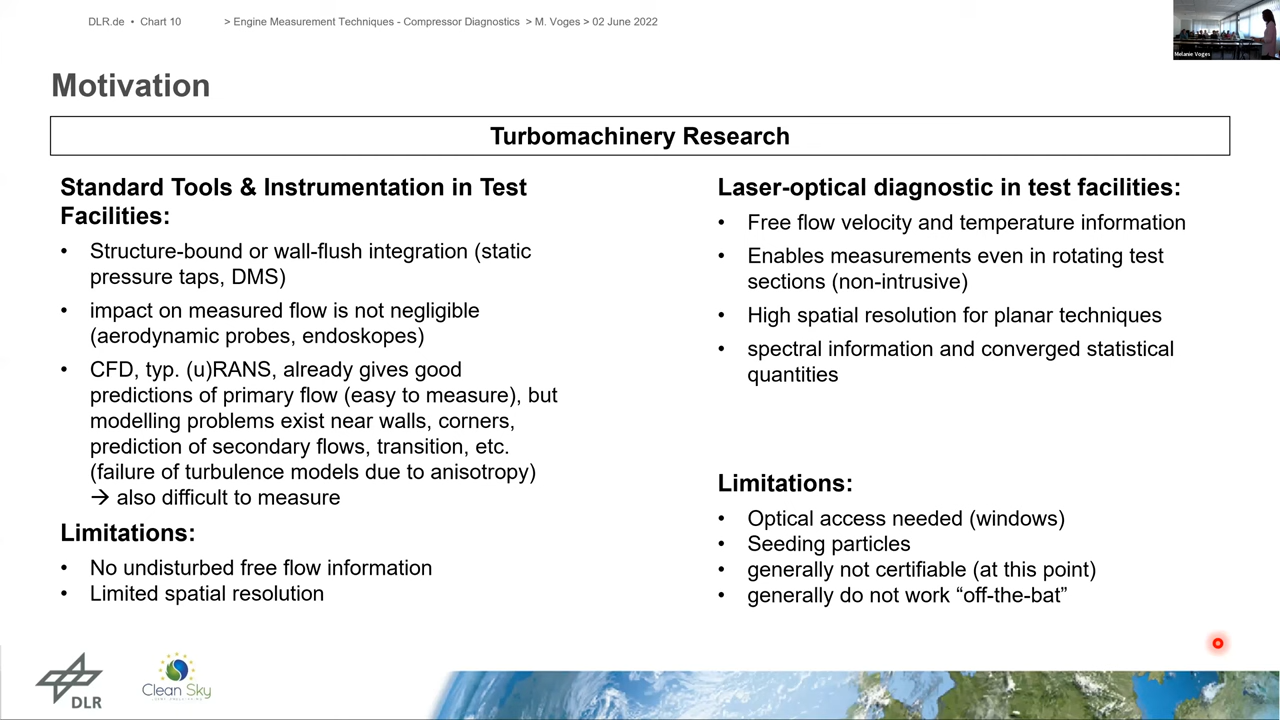 DLR.de • Chart 10 > Engine Measurement Techniques - Compressor Diagnostics > M. Voges > 02 June 2022
Melanie Voges
Motivation
Turbomachinery Research
Standard Tools & Instrumentation in Test
Facilities:
• Structure-bound or wall-flush integration (static
pressure taps, DMS)
• impact on measured flow is not negligible
(aerodynamic probes, endoskopes)
• CFD, typ. (u)RANS, already gives good
predictions of primary flow (easy to measure), but
modelling problems exist near walls, corners,
prediction of secondary flows, transition, etc.
(failure of turbulence models due to anisotropy)
→ also difficult to measure
Limitations:
• No undisturbed free flow information
• Limited spatial resolution
Laser-optical diagnostic in test facilities:
• Free flow velocity and temperature information
• Enables measurements even in rotating test
sections (non-intrusive)
• High spatial resolution for planar techniques
• spectral information and converged statistical
quantities
Limitations:
• Optical access needed (windows)
• Seeding particles
• generally not certifiable (at this point)
• generally do not work “off-the-bat”
DLR
Clean Sky